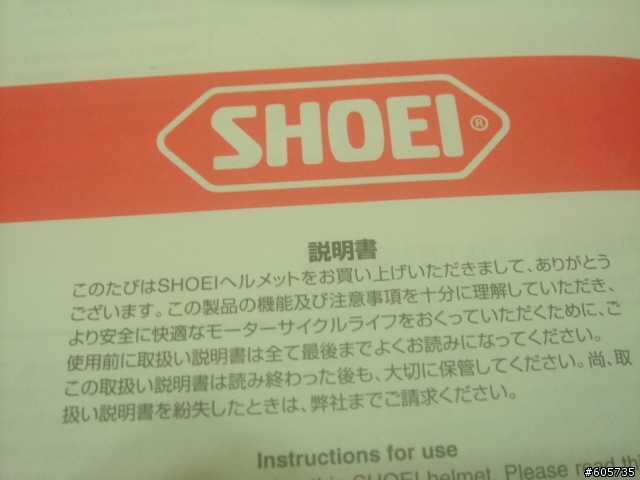 SHOEI®
説明書
このたびはSHOEIヘルメットをお買い上げいただきまして、ありがとう
ございます。この製品の機能及び注意事項を十分に理解していただき、
より安全に快適なモーターサイクルライフをおくっていただくために、ご
使用前に取扱い説明書は全て最後までよくお読みになってください。
この取扱い説明書は読み終わった後も、大切に保管してください。尚、取
扱い説明書を紛失したときは、弊社までご請求ください。
Instructions for use
this SHOEI helmet. Please read thi
#605735